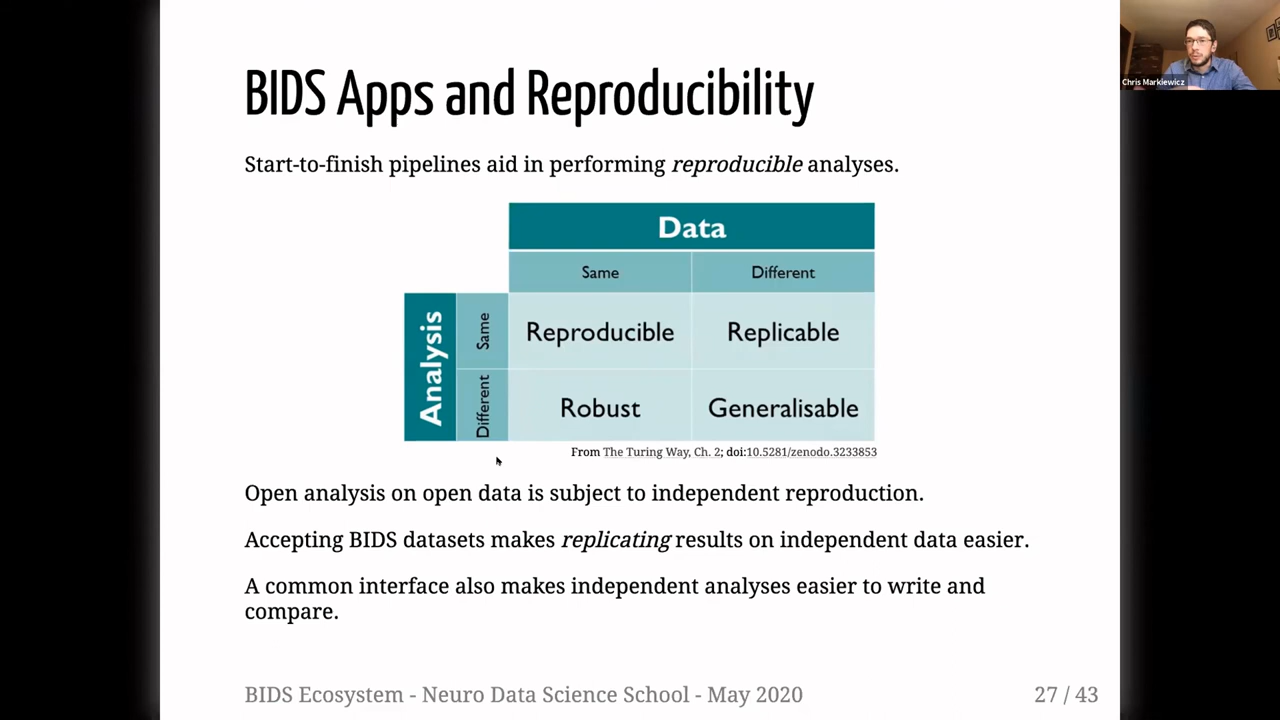 BIDS Apps and Reproducibility
Chris Markiewicz
Start-to-finish pipelines aid in performing reproducible analyses.
Data
Same Different
Analysis
Same
Reproducible Replicable
Different
Robust Generalisable
From The Turing Way, Ch. 2; doi:10.5281/zenodo.3233853
Open analysis on open data is subject to independent reproduction.
Accepting BIDS datasets makes replicating results on independent data easier.
A common interface also makes independent analyses easier to write and
compare.
BIDS Ecosystem - Neuro Data Science School - May 2020 27 / 43